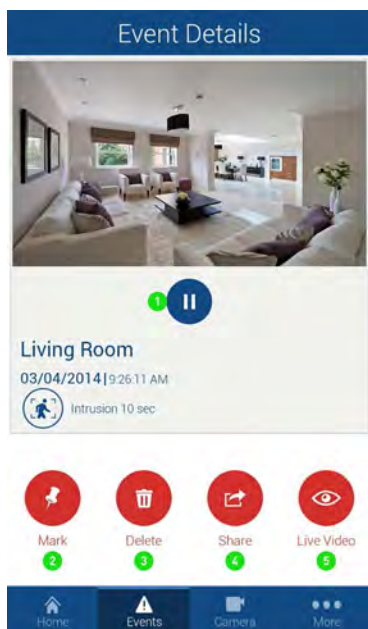 Event Details
1
Living Room
03/04/2014 | 9:26:11 AM
Intrusion 10 sec
Mark Delete Share Live Video
2 3 4 5
Home Events Camera More